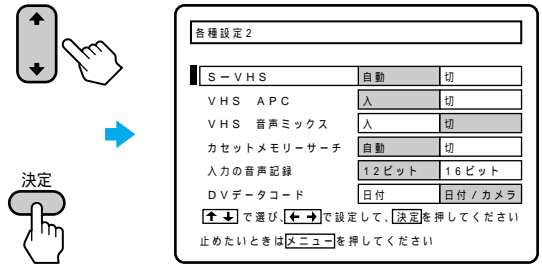 各種設定2
S－VHS 自動 切
VHS APC 入 切
VHS 音声ミックス 入 切
カセットメモリーサーチ 自動 切
入力の音声記録 12ビット 16ビット
DVデータコード 日付 日付/カメラ
↑↓で選び、←→で設定して、決定を押してください
止めたいときはメニューを押してください
決定